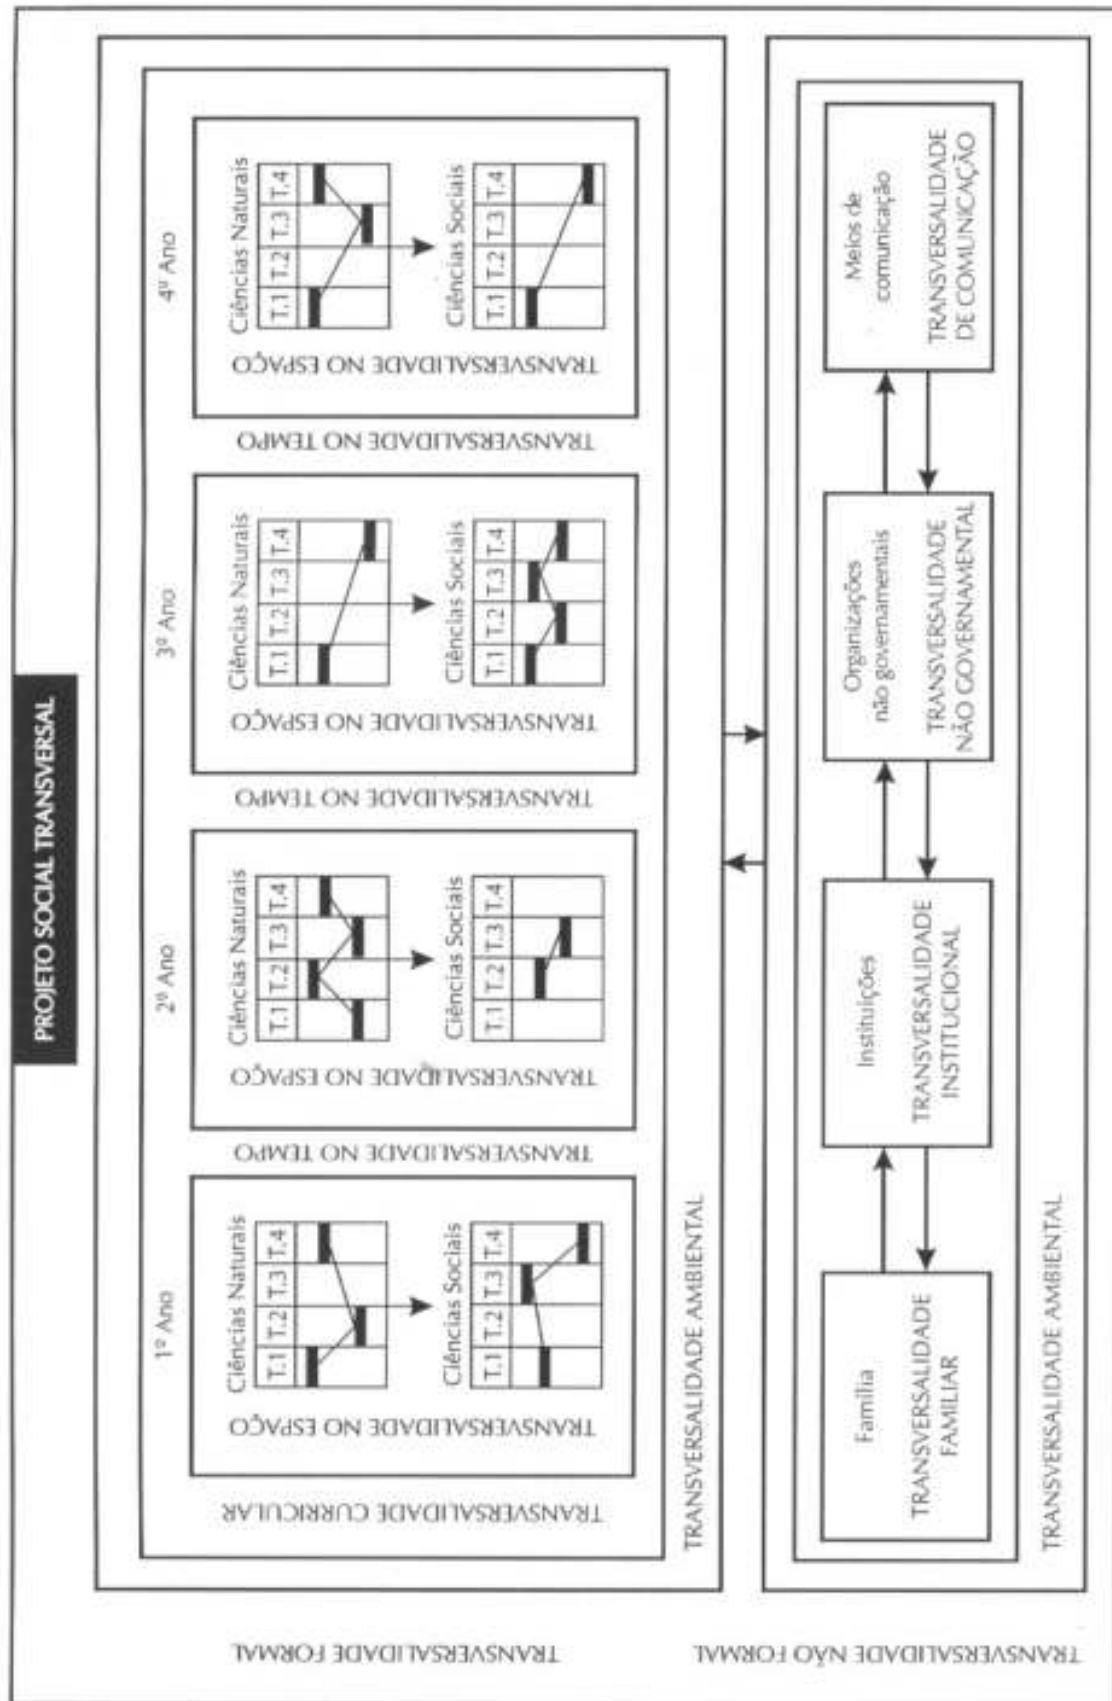 PROJETO SOCIAL TRANSVERSAL
TRANSVERSALIDADE FORMAL
TRANSVERSALIDADE CURRICULAR
1º Ano
TRANSVERSALIDADE NO ESPAÇO
Ciências Naturais
T.1 T.2 T.3 T.4
Ciências Sociais
T.1 T.2 T.3 T.4
TRANSVERSALIDADE NO TEMPO
2º Ano
TRANSVERSALIDADE NO ESPAÇO
Ciências Naturais
T.1 T.2 T.3 T.4
Ciências Sociais
T.1 T.2 T.3 T.4
TRANSVERSALIDADE NO TEMPO
3º Ano
TRANSVERSALIDADE NO ESPAÇO
Ciências Naturais
T.1 T.2 T.3 T.4
Ciências Sociais
T.1 T.2 T.3 T.4
TRANSVERSALIDADE NO TEMPO
4º Ano
TRANSVERSALIDADE NO ESPAÇO
Ciências Naturais
T.1 T.2 T.3 T.4
Ciências Sociais
T.1 T.2 T.3 T.4
TRANSVERSALIDADE AMBIENTAL
TRANSVERSALIDADE NÃO FORMAL
Família
TRANSVERSALIDADE
FAMILIAR
Instituições
TRANSVERSALIDADE
INSTITUCIONAL
Organizações
não governamentais
TRANSVERSALIDADE
NÃO GOVERNAMENTAL
Meios de
comunicação
TRANSVERSALIDADE
DE COMUNICAÇÃO
TRANSVERSALIDADE AMBIENTAL